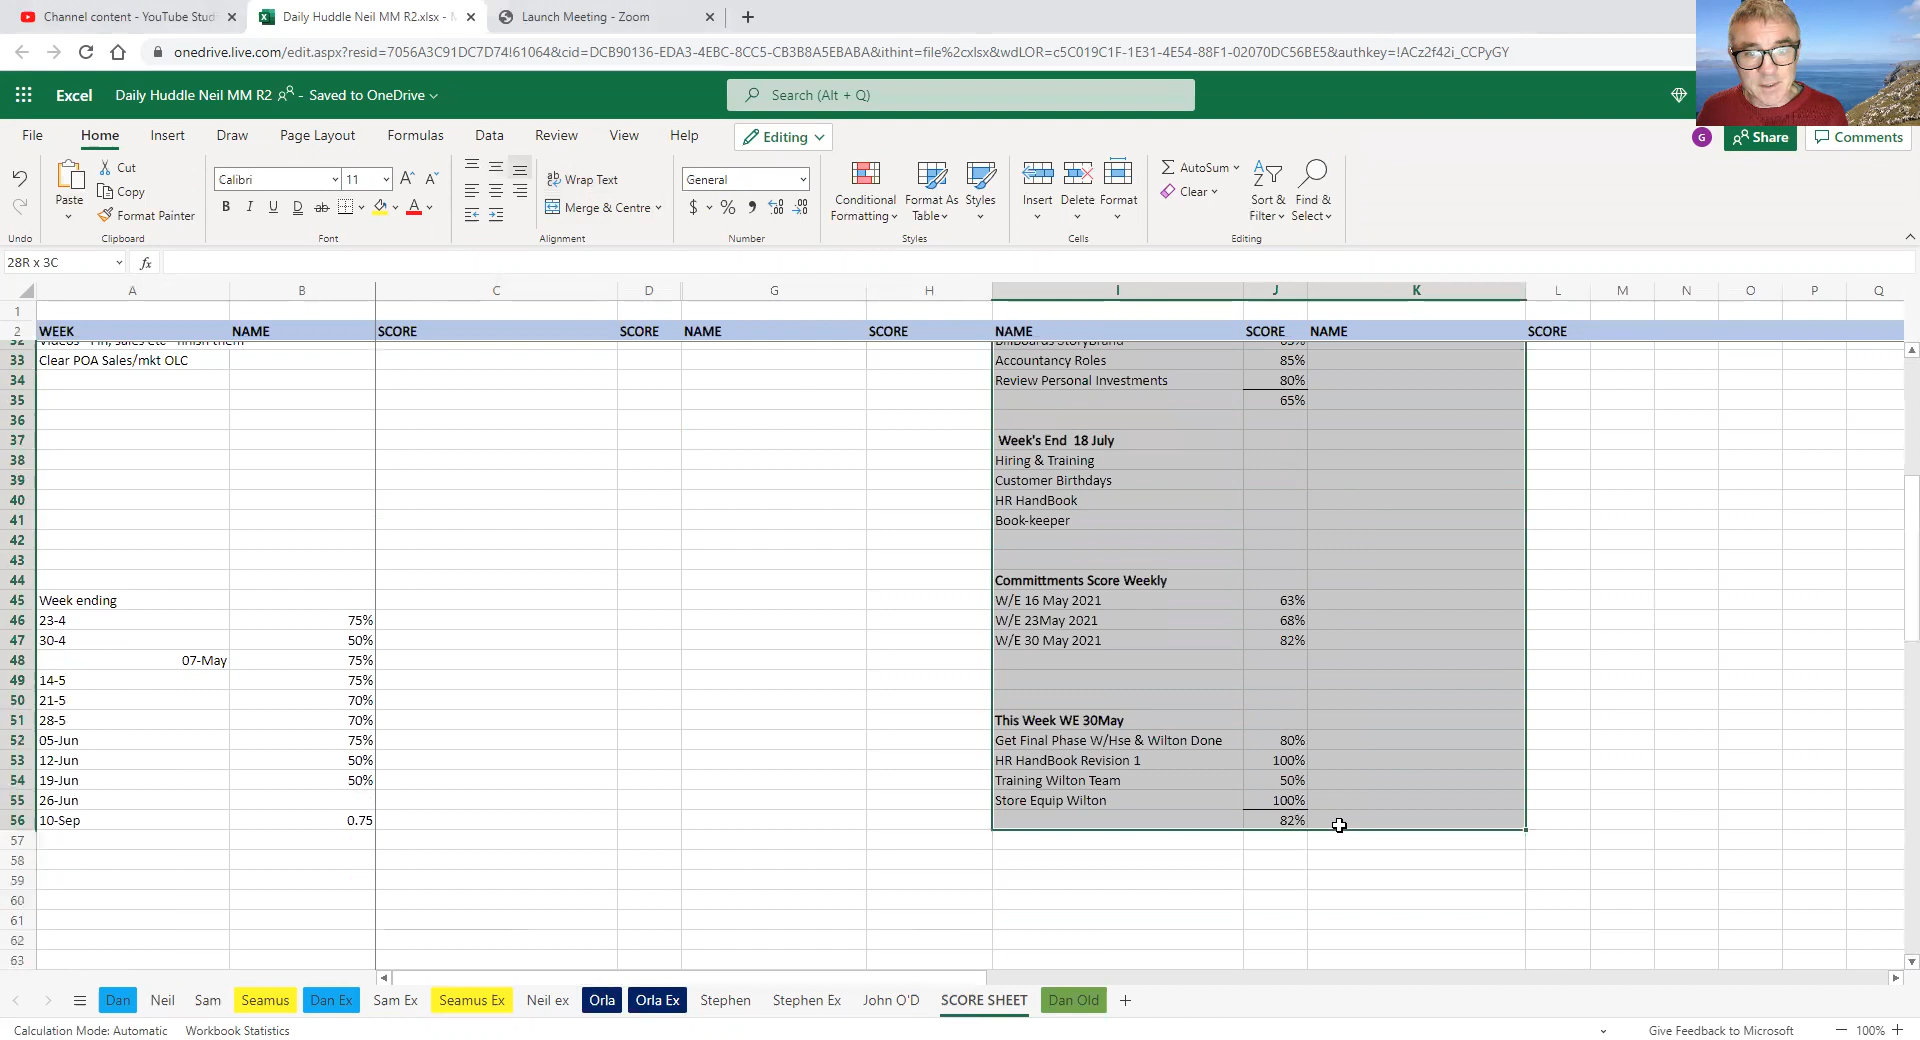 Channel content - YouTube Stud
Daily Huddle Neil MM R2.xlsx - M
Launch Meeting - Zoom
onedrive.live.com/edit.aspx?resid=7056A3C91DC7D74!61064&cid=DCB90136-EDA3-4EBC-8CC5-CB3B8A5EBABA&ithint=file%2cxlsx&wdLOR=c5C019C1F-1E31-4E54-88F1-02070DC56BE5&authkey=!ACz2f42i_CCPyGY
Excel Daily Huddle Neil MM R2 - Saved to OneDrive
Search (Alt + Q)
File Home Insert Draw Page Layout Formulas Data Review View Help Editing
G Share Comments
Cut
Calibri 11 Wrap Text General AutoSum
Paste Copy Conditional Formatting Format As Table Styles Insert Delete Format Clear Sort & Filter Find & Select
Format Painter B I U D ab A Merge & Centre $ % 9
Undo Clipboard Font Alignment Number Styles Cells Editing
28R x 3C fx
A B C D G H I J K L M N O P Q
1
2 WEEK NAME SCORE SCORE NAME SCORE NAME SCORE NAME SCORE
33 Clear POA Sales/mkt OLC Accountancy Roles 85%
34 Review Personal Investments 80%
35 65%
36
37 Week's End 18 July
38 Hiring & Training
39 Customer Birthdays
40 HR HandBook
41 Book-keeper
42
43
44 Committments Score Weekly
45 Week ending W/E 16 May 2021 63%
46 23-4 75% W/E 23May 2021 68%
47 30-4 50% W/E 30 May 2021 82%
48 07-May 75%
49 14-5 75%
50 21-5 70%
51 28-5 70% This Week WE 30May
52 05-Jun 75% Get Final Phase W/Hse & Wilton Done 80%
53 12-Jun 50% HR HandBook Revision 1 100%
54 19-Jun 50% Training Wilton Team 50%
55 26-Jun Store Equip Wilton 100%
56 10-Sep 0.75 82%
57
58
59
60
61
62
63
Dan Neil Sam Seamus Dan Ex Sam Ex Seamus Ex Neil ex Orla Orla Ex Stephen Stephen Ex John O'D SCORE SHEET Dan Old
Calculation Mode: Automatic Workbook Statistics Give Feedback to Microsoft 100%